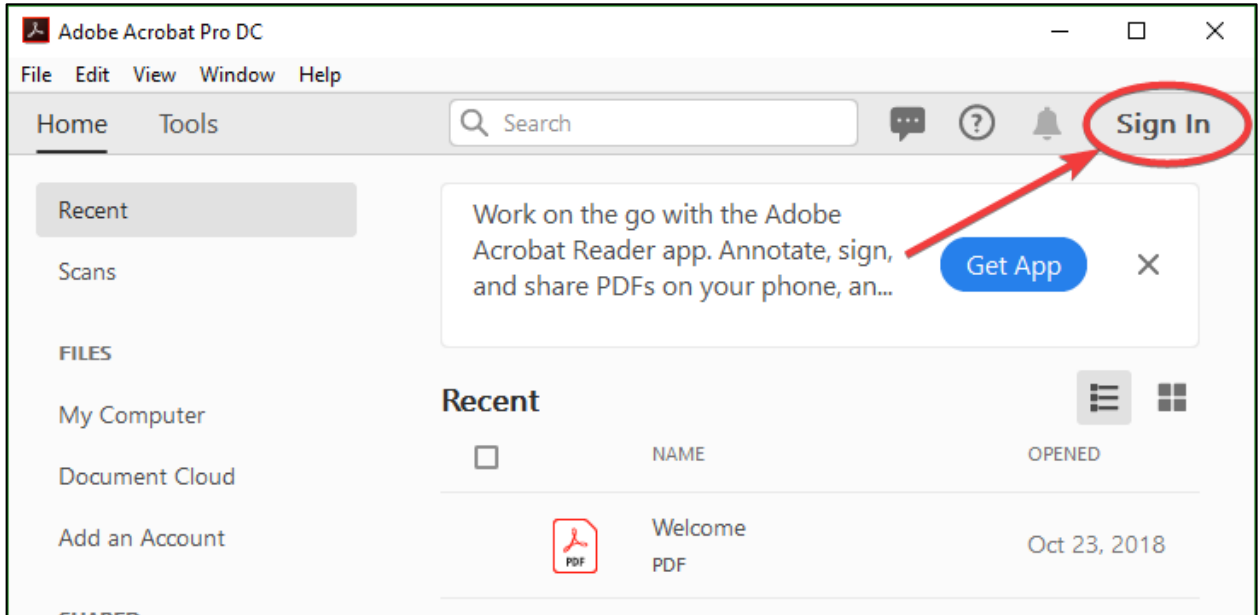 Adobe Acrobat Pro DC
File Edit View Window Help
Home Tools Search Sign In
Recent
Scans
FILES
My Computer
Document Cloud
Add an Account
Work on the go with the Adobe
Acrobat Reader app. Annotate, sign,
and share PDFs on your phone, an...
Get App
Recent
NAME OPENED
Welcome
PDF
PDF
Oct 23, 2018